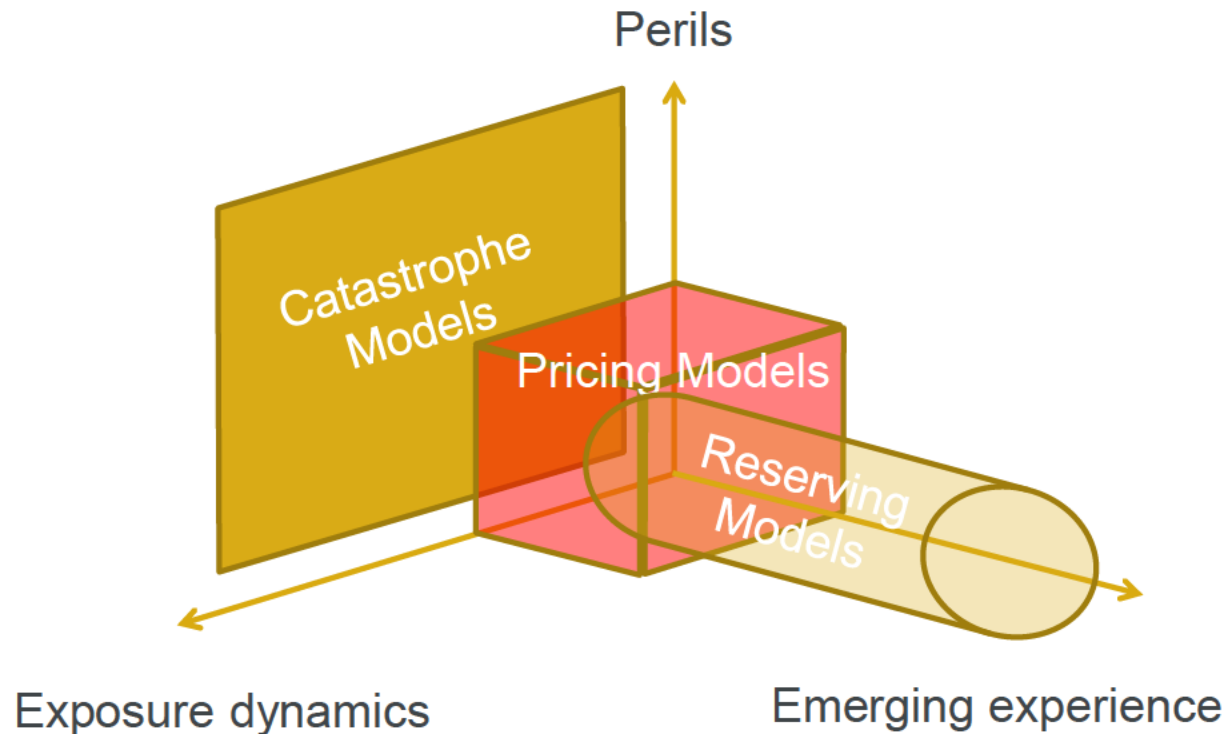 Perils
Catastrophe
Models
Pricing Models
Reserving
Models
Exposure dynamics
Emerging experience